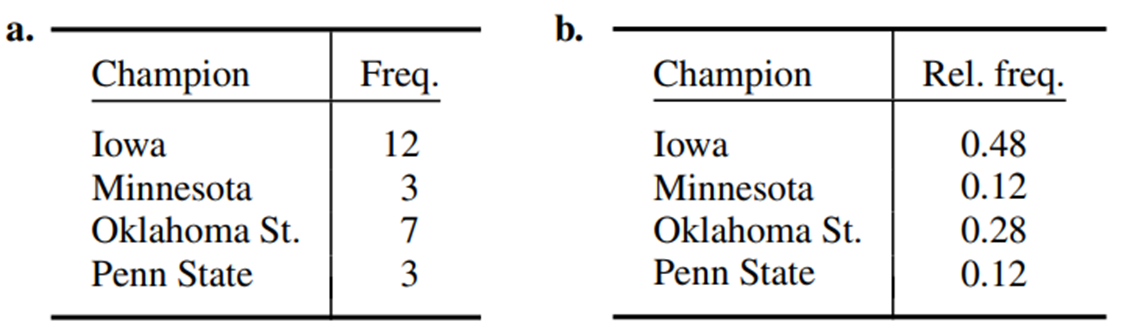 a.
Champion Freq.
Iowa 12
Minnesota 3
Oklahoma St. 7
Penn State 3
b.
Champion Rel. freq.
Iowa 0.48
Minnesota 0.12
Oklahoma St. 0.28
Penn State 0.12